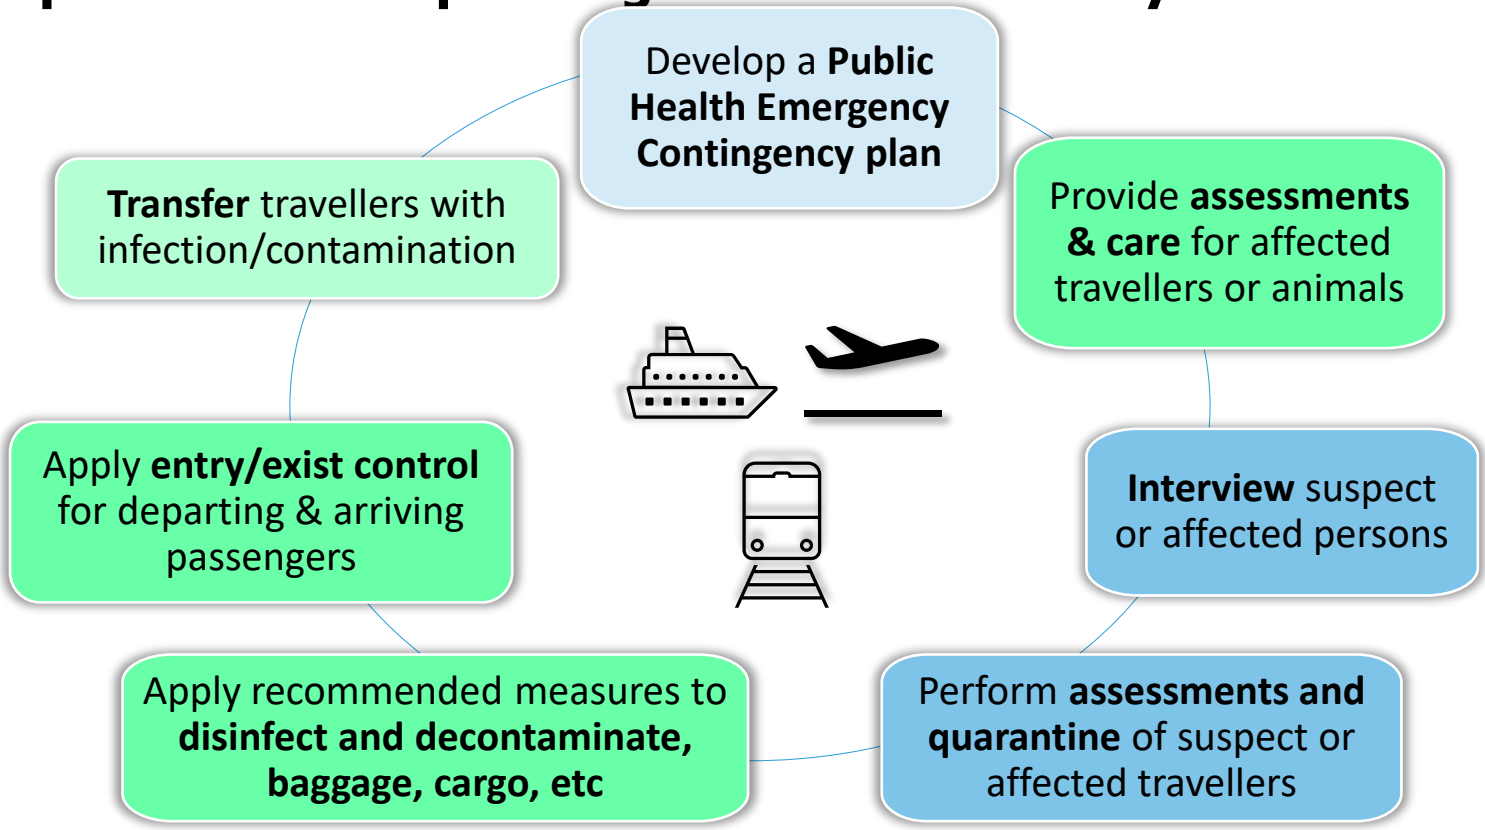 Develop a Public
Health Emergency
Contingency plan
Provide assessments
& care for affected
travellers or animals
Interview suspect
or affected persons
Perform assessments and
quarantine of suspect or
affected travellers
Apply recommended measures to
disinfect and decontaminate,
baggage, cargo, etc
Apply entry/exist control
for departing & arriving
passengers
Transfer travellers with
infection/contamination